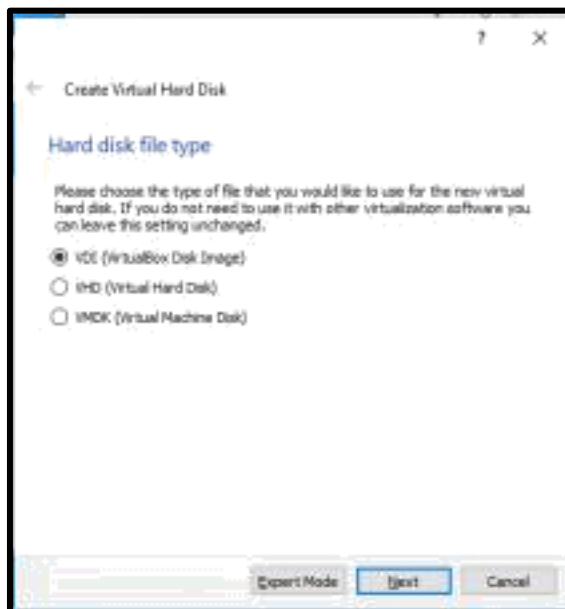 ?
Create Virtual Hard Disk
Hard disk file type
Please choose the type of file that you would like to use for the new virtual
hard disk. If you do not need to use it with other virtualization software you
can leave this setting unchanged.
VDI (VirtualBox Disk Image)
VHD (Virtual Hard Disk)
VMDK (Virtual Machine Disk)
Expert Mode Next Cancel